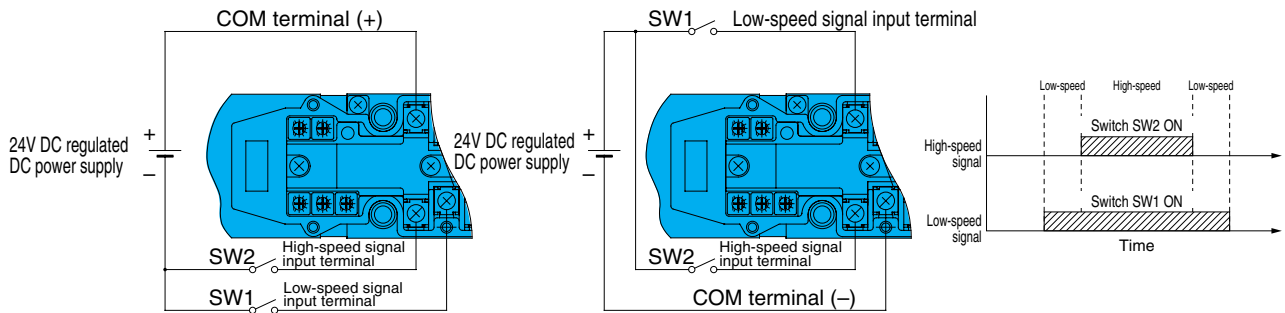 COM terminal (+)
24V DC regulated
DC power supply
+
–
SW2
High-speed signal
input terminal
SW1
Low-speed signal
input terminal
SW1
Low-speed signal input terminal
24V DC regulated
DC power supply
+
–
SW2
High-speed signal
input terminal
COM terminal (–)
Low-speed
High-speed
Low-speed
Switch SW2 ON
High-speed
signal
Switch SW1 ON
Low-speed
signal
Time